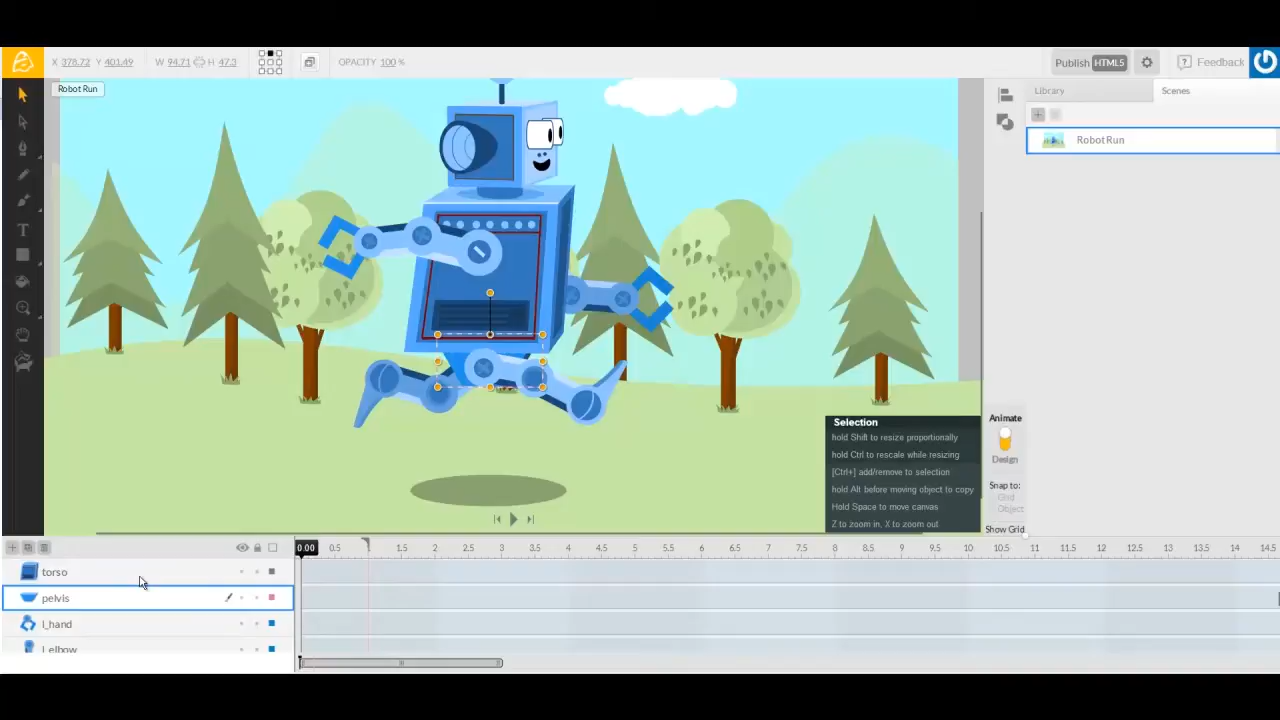 X 378.72 Y 401.49 W 94.71 H 47.3 OPACITY 100 % Publish HTML5 Feedback
Robot Run
Library Scenes
Robot Run
Selection
hold Shift to resize proportionally
hold Ctrl to rescale while resizing
[Ctrl+] add/remove to selection
hold Alt before moving object to copy
Hold Space to move canvas
Z to zoom in, X to zoom out
Animate
Design
Snap to:
Grid
Object
Show Grid
0.00 0.5 1.5 2 2.5 3 3.5 4 4.5 5 5.5 6 6.5 7 7.5 8 8.5 9 9.5 10 10.5 11 11.5 12 12.5 13 13.5 14 14.5
torso
pelvis
l_hand
l_elbow